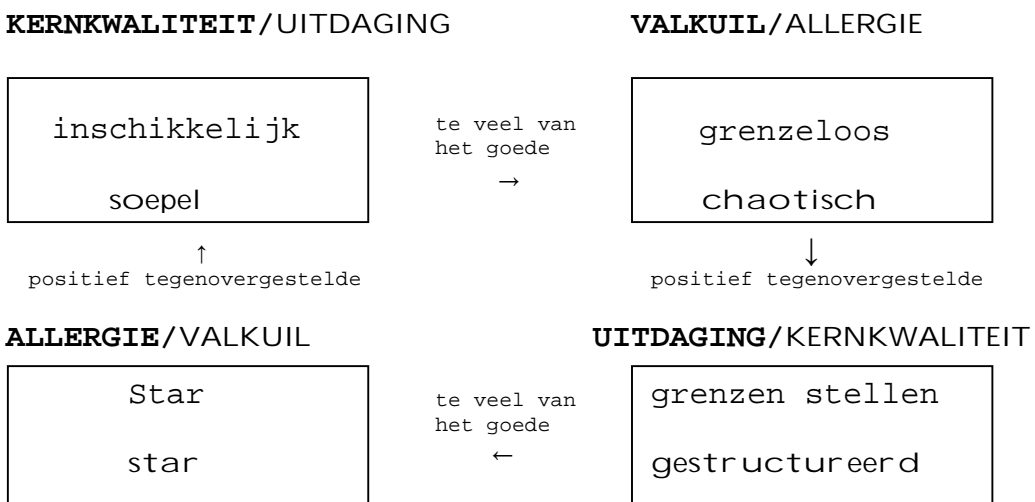 KERNKWALITEIT/UITDAGING
VALKUIL/ALLERGIE
inschikkelijk
soepel
te veel van
het goede
→
grenzeloos
chaotisch
↑
positief tegenovergestelde
↓
positief tegenovergestelde
ALLERGIE/VALKUIL
UITDAGING/KERNKWALITEIT
Star
star
te veel van
het goede
←
grenzen stellen
gestructureerd